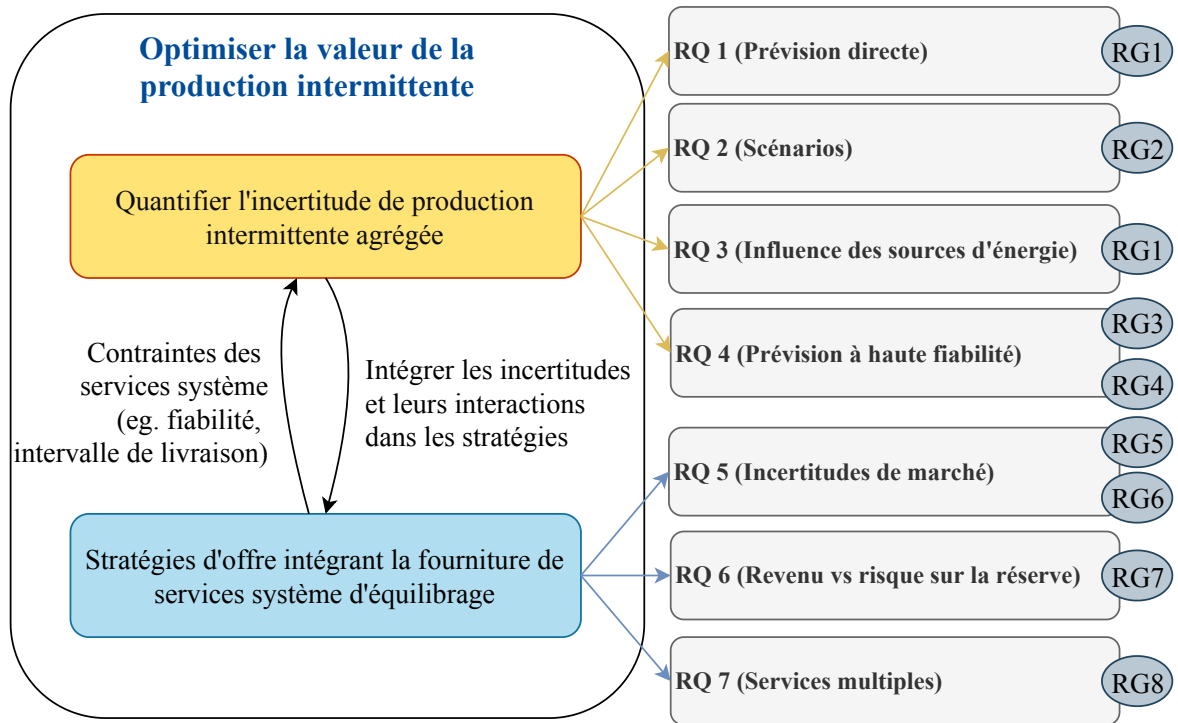 Optimiser la valeur de la
production intermittente
Quantifier l'incertitude de production
intermittente agrégée
Contraintes des
services système
(eg. fiabilité,
intervalle de livraison)
Intégrer les incertitudes
et leurs interactions
dans les stratégies
Stratégies d'offre intégrant la fourniture de
services système d'équilibrage
RQ 1 (Prévision directe)
RG1
RQ 2 (Scénarios)
RG2
RQ 3 (Influence des sources d'énergie)
RG1
RQ 4 (Prévision à haute fiabilité)
RG3
RG4
RQ 5 (Incertitudes de marché)
RG5
RG6
RQ 6 (Revenu vs risque sur la réserve)
RG7
RQ 7 (Services multiples)
RG8